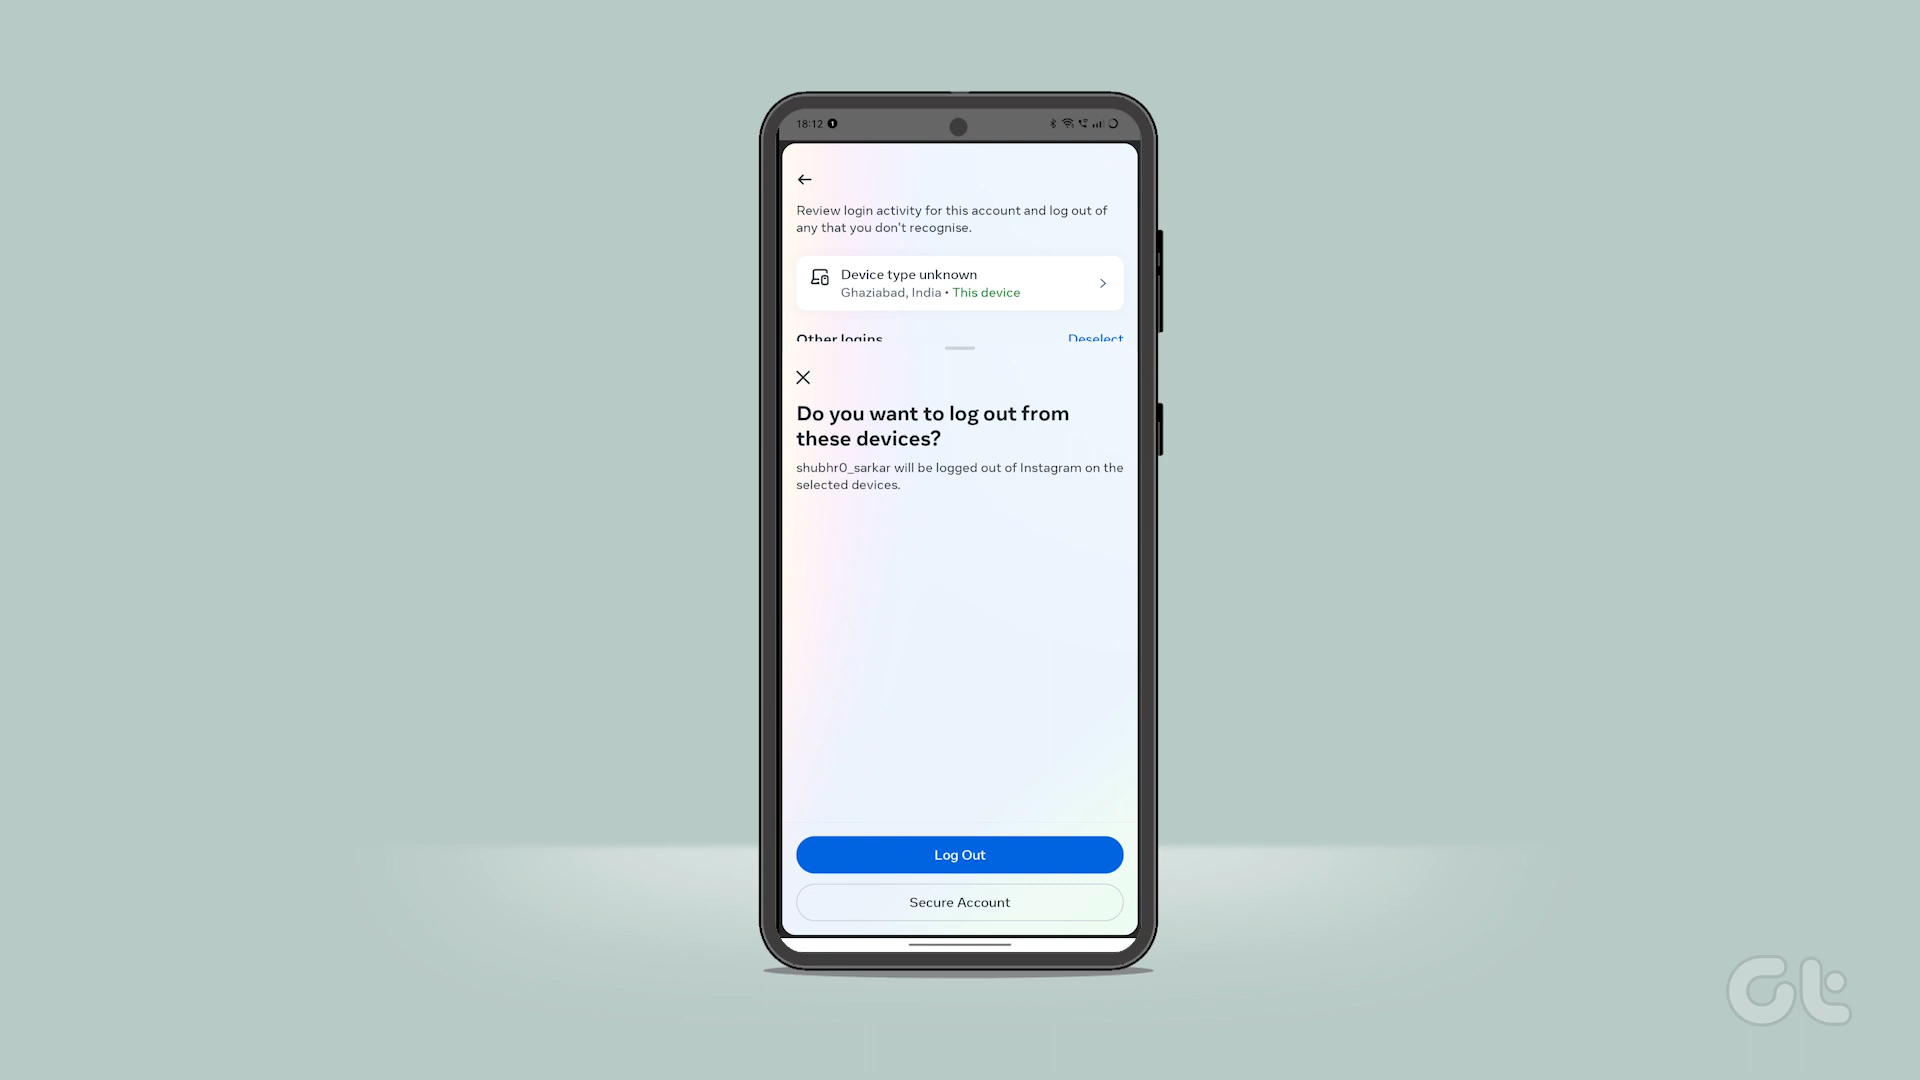 18:12
Review login activity for this account and log out of
any that you don't recognise.
Device type unknown
Ghaziabad, India • This device
Other logins Deselect
Do you want to log out from
these devices?
shubhr0_sarkar will be logged out of Instagram on the
selected devices.
Log Out
Secure Account
Gt